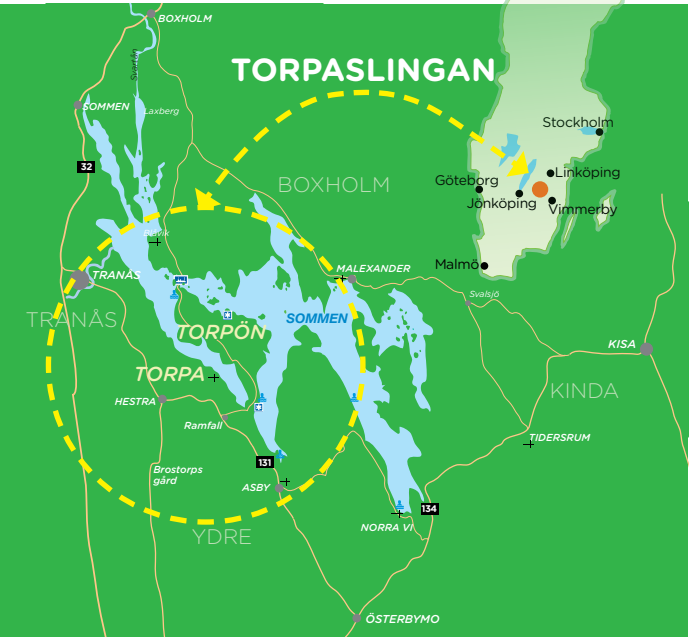 BOXHOLM
Svartån
TORPASLINGAN
SOMMEN
Laxberg
Stockholm
32
Linköping
BOXHOLM
Göteborg
Jönköping
Vimmerby
Blåvik
Malmö
TRANÅS
MALEXANDER
Svalsjö
TRANÅS
SOMMEN
TORPÖN
KISA
TORPA
KINDA
HESTRA
Ramfall
TIDERSRUM
131
Brostorps
gård
ASBY
134
NORRA VI
YDRE
ÖSTERBYMO